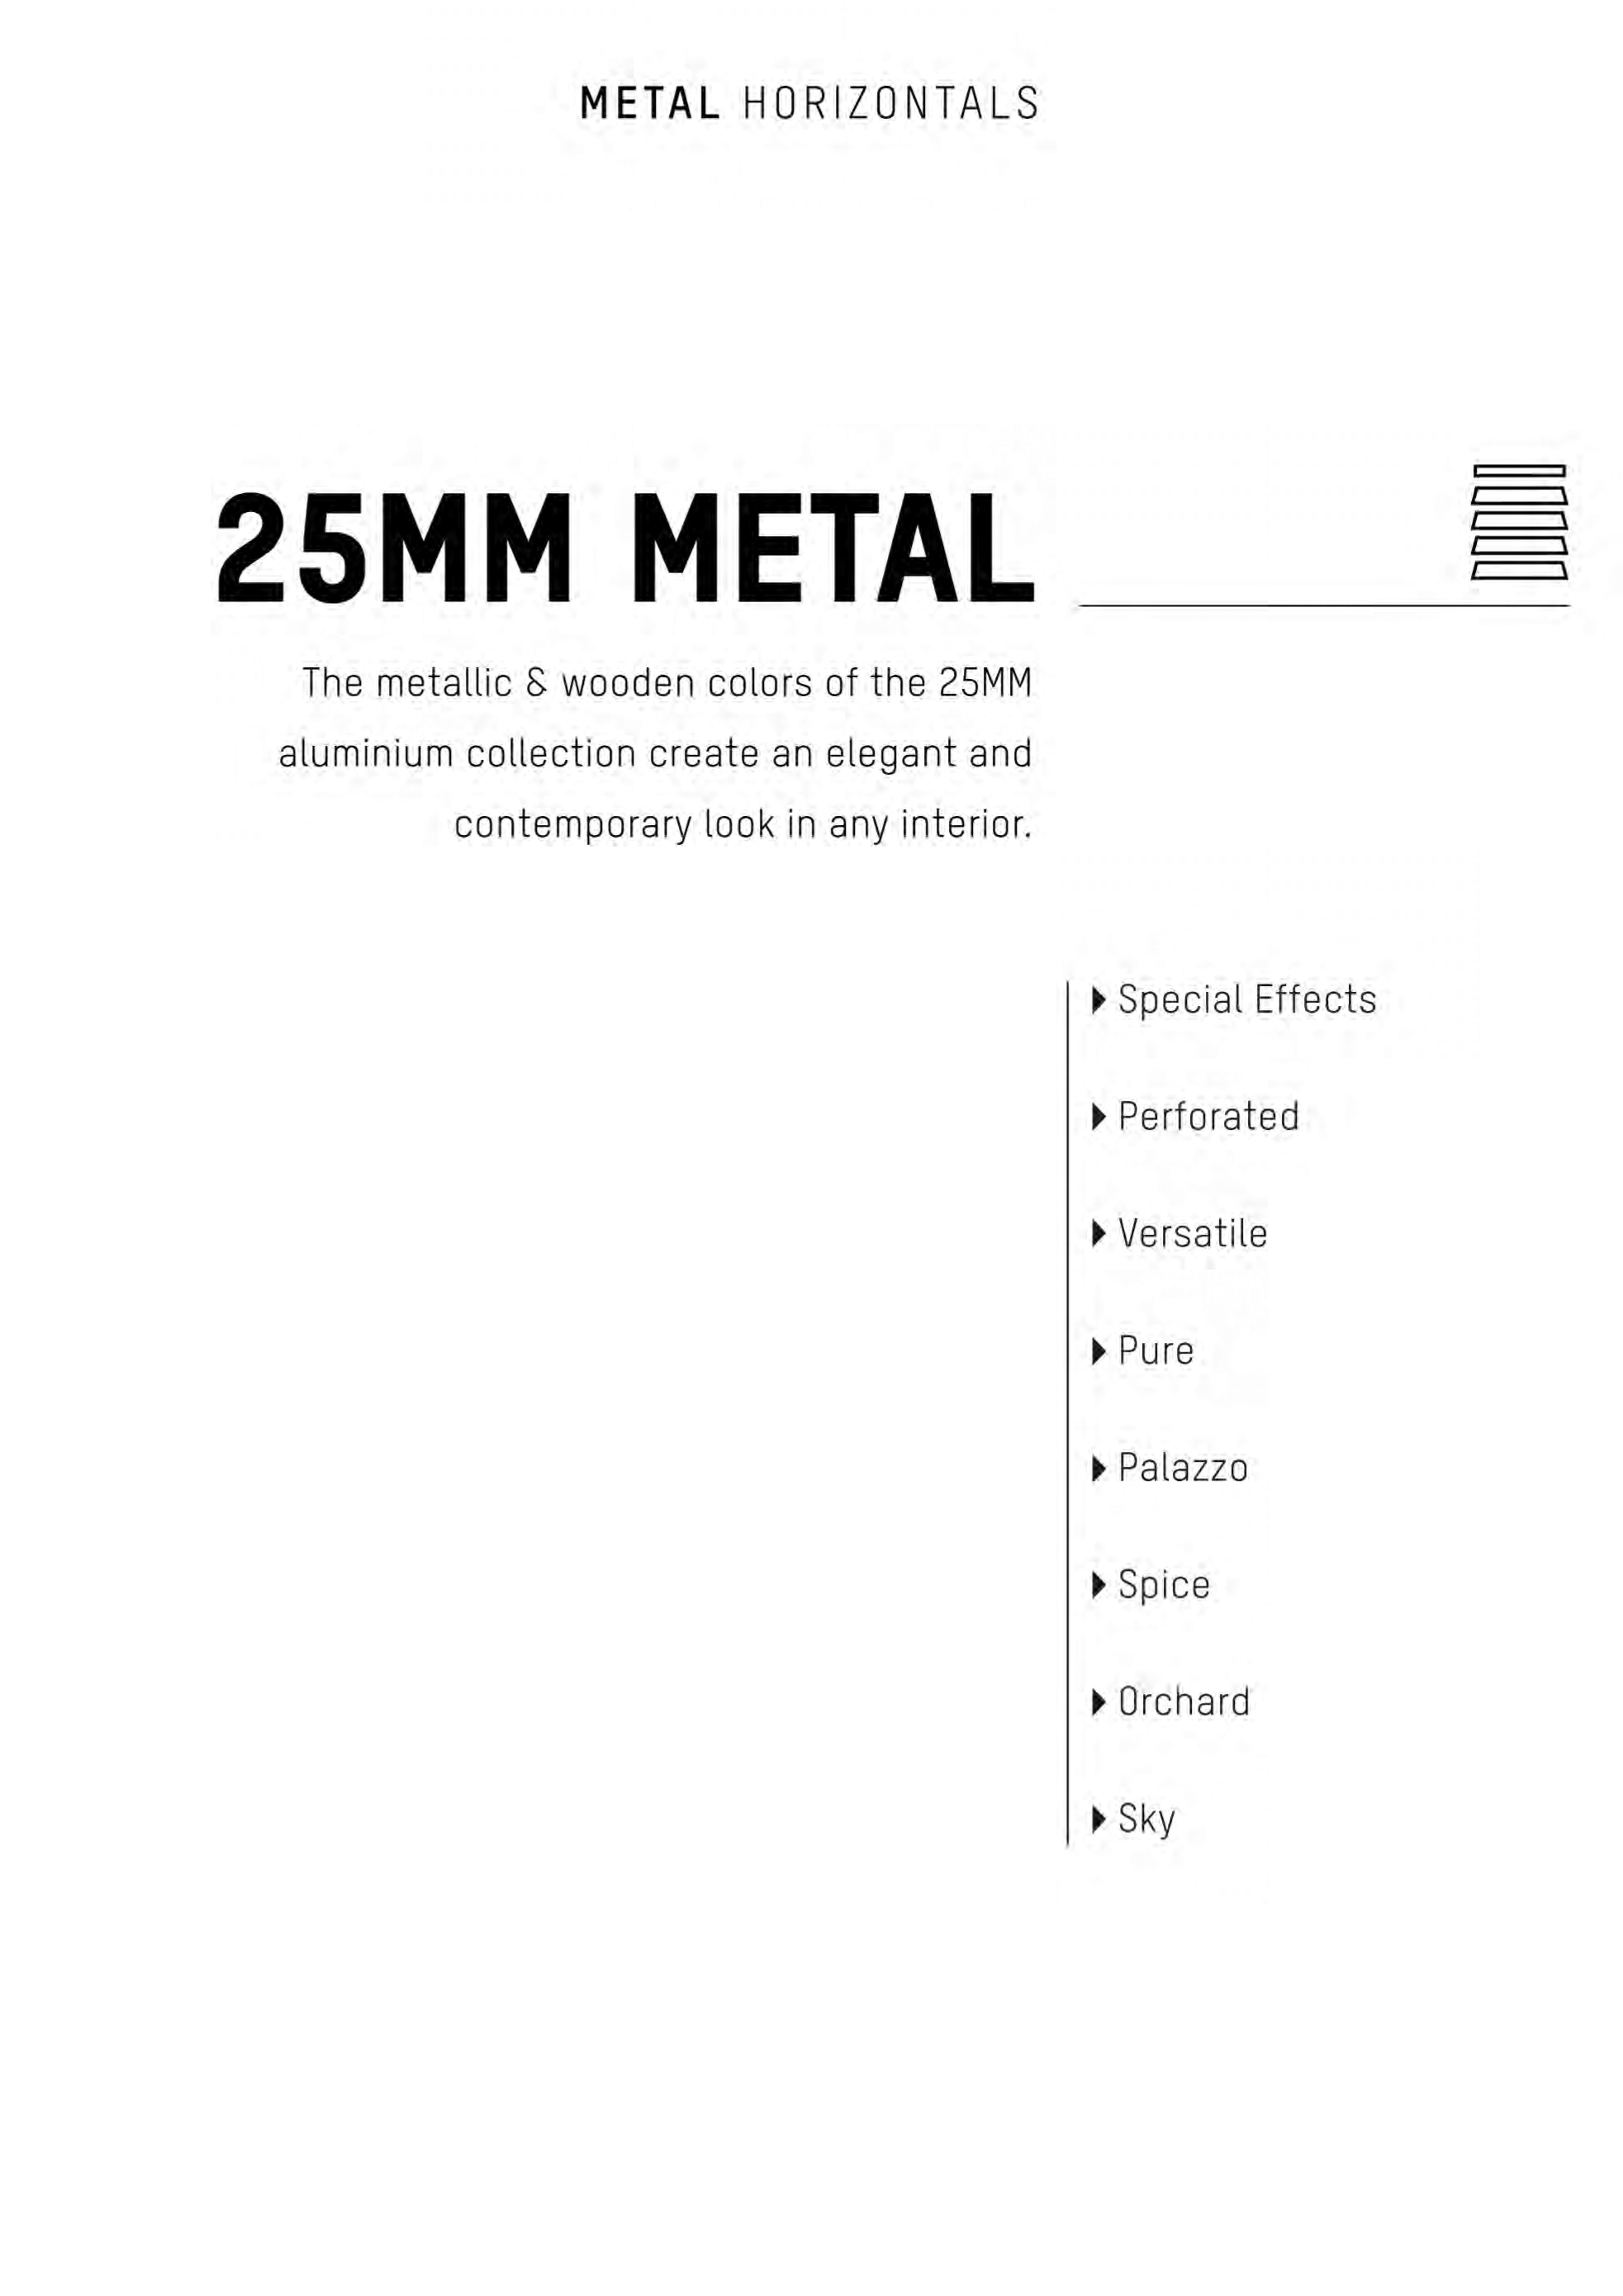 METAL HORIZONTALS
25MM METAL
The metallic & wooden colors of the 25MM
aluminium collection create an elegant and
contemporary look in any interior.
Special Effects
Perforated
Versatile
Pure
Palazzo
Spice
Orchard
Sky